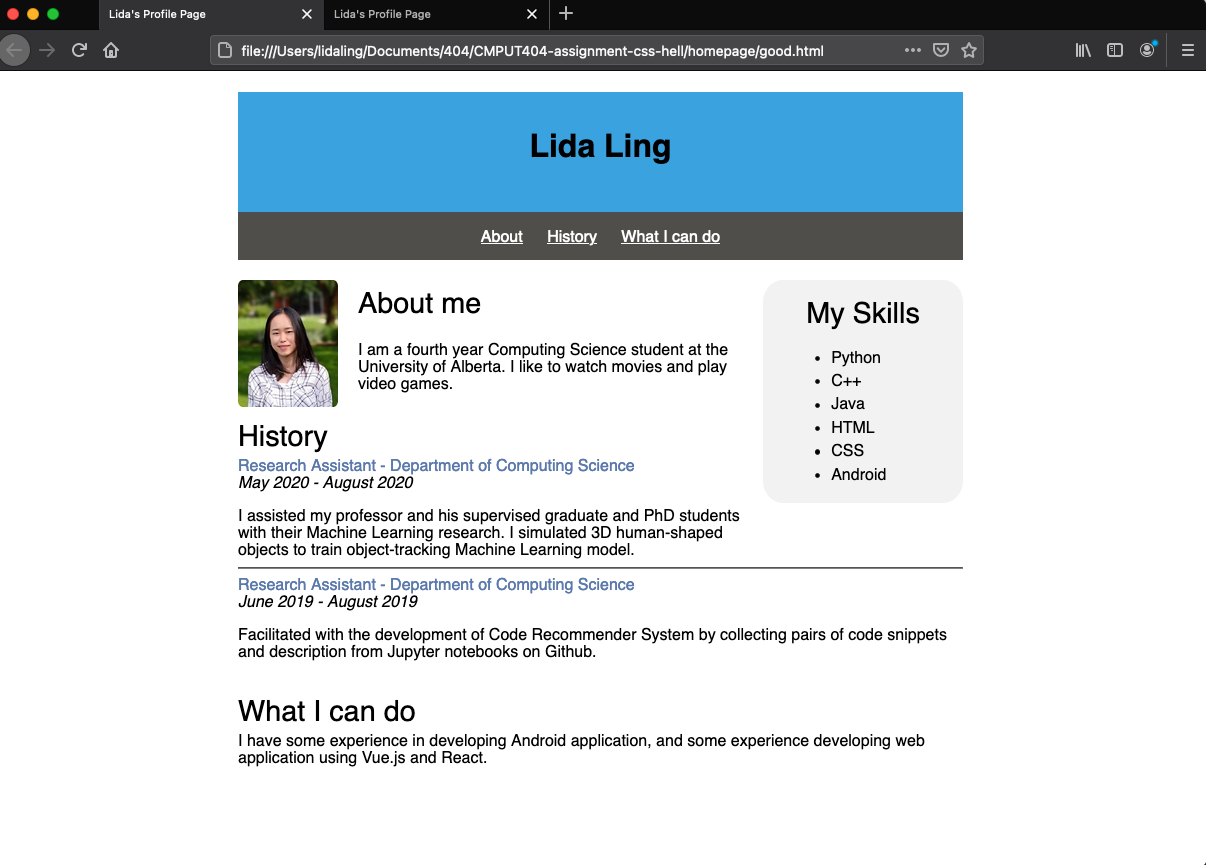 Lida's Profile Page
Lida's Profile Page
file:///Users/lidaling/Documents/404/CMPUT404-assignment-css-hell/homepage/good.html
Lida Ling
About History What I can do
About me
I am a fourth year Computing Science student at the
University of Alberta. I like to watch movies and play
video games.
My Skills
• Python
• C++
• Java
• HTML
• CSS
• Android
History
Research Assistant - Department of Computing Science
May 2020 - August 2020
I assisted my professor and his supervised graduate and PhD students
with their Machine Learning research. I simulated 3D human-shaped
objects to train object-tracking Machine Learning model.
Research Assistant - Department of Computing Science
June 2019 - August 2019
Facilitated with the development of Code Recommender System by collecting pairs of code snippets
and description from Jupyter notebooks on Github.
What I can do
I have some experience in developing Android application, and some experience developing web
application using Vue.js and React.